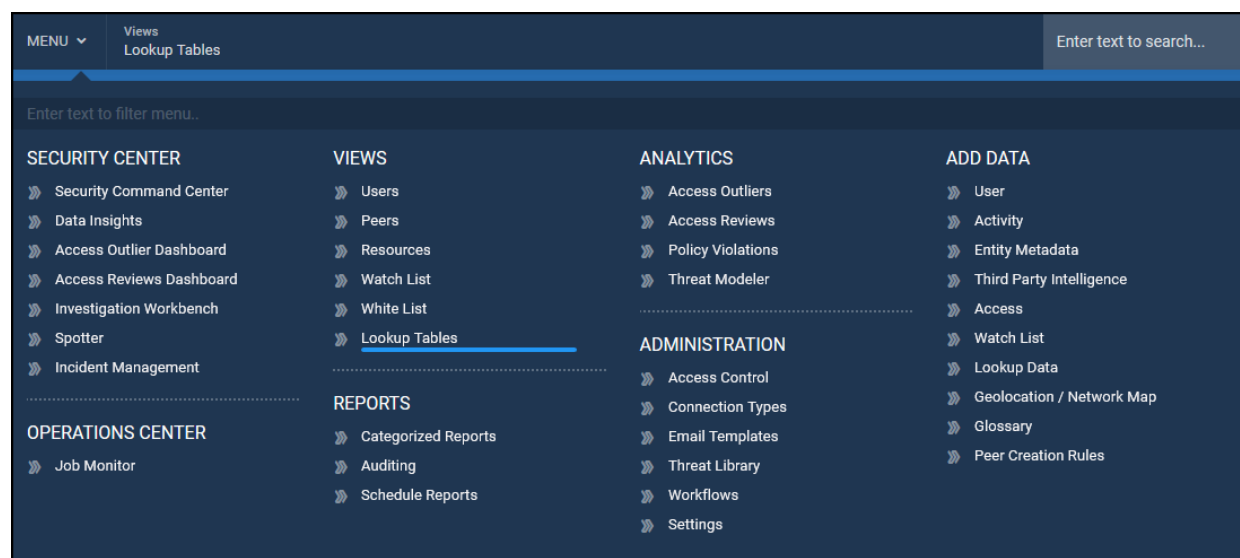 MENU
Views
Lookup Tables
Enter text to search...
Enter text to filter menu..
SECURITY CENTER
Security Command Center
Data Insights
Access Outlier Dashboard
Access Reviews Dashboard
Investigation Workbench
Spotter
Incident Management
OPERATIONS CENTER
Job Monitor
VIEWS
Users
Peers
Resources
Watch List
White List
Lookup Tables
REPORTS
Categorized Reports
Auditing
Schedule Reports
ANALYTICS
Access Outliers
Access Reviews
Policy Violations
Threat Modeler
ADMINISTRATION
Access Control
Connection Types
Email Templates
Threat Library
Workflows
Settings
ADD DATA
User
Activity
Entity Metadata
Third Party Intelligence
Access
Watch List
Lookup Data
Geolocation / Network Map
Glossary
Peer Creation Rules